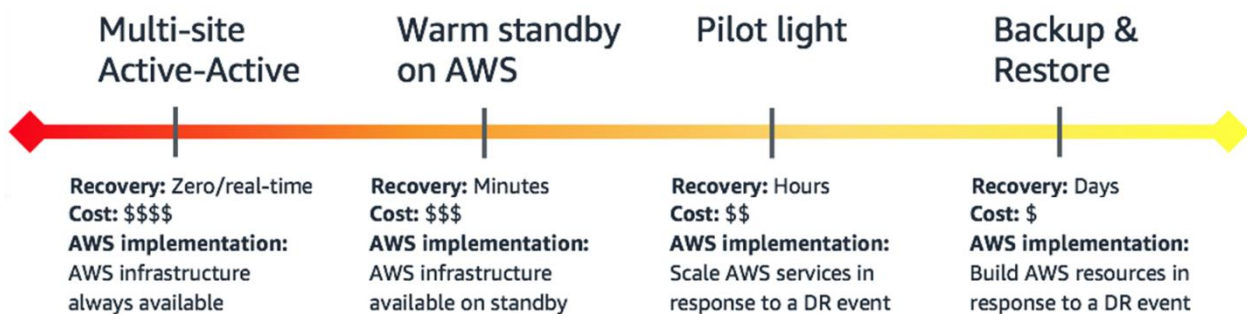 Multi-site
Active-Active
Recovery: Zero/real-time
Cost: $$$$
AWS implementation:
AWS infrastructure
always available
Warm standby
on AWS
Recovery: Minutes
Cost: $$$
AWS implementation:
AWS infrastructure
available on standby
Pilot light
Recovery: Hours
Cost: $$
AWS implementation:
Scale AWS services in
response to a DR event
Backup &
Restore
Recovery: Days
Cost: $
AWS implementation:
Build AWS resources in
response to a DR event